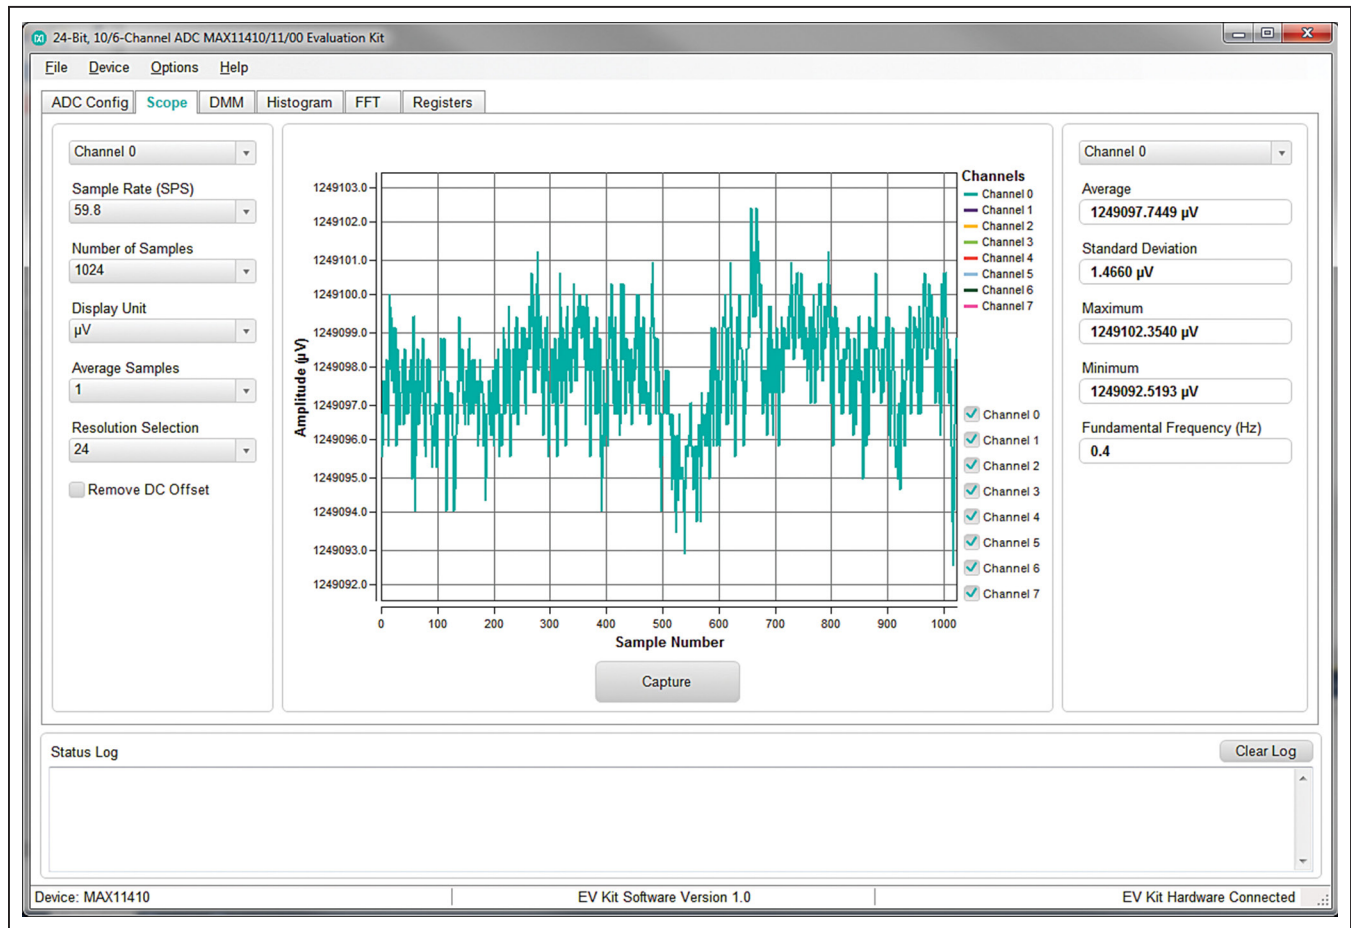 24-Bit, 10/6-Channel ADC MAX11410/11/00 Evaluation Kit
File Device Options Help
ADC Config Scope DMM Histogram FFT Registers
Channel 0
Sample Rate (SPS)
59.8
Number of Samples
1024
Display Unit
µV
Average Samples
1
Resolution Selection
24
Remove DC Offset
Amplitude (µV)
1249103.0
1249102.0
1249101.0
1249100.0
1249099.0
1249098.0
1249097.0
1249096.0
1249095.0
1249094.0
1249093.0
1249092.0
0 100 200 300 400 500 600 700 800 900 1000
Sample Number
Capture
Channels
Channel 0
Channel 1
Channel 2
Channel 3
Channel 4
Channel 5
Channel 6
Channel 7
Channel 0
Channel 1
Channel 2
Channel 3
Channel 4
Channel 5
Channel 6
Channel 7
Channel 0
Average
1249097.7449 µV
Standard Deviation
1.4660 µV
Maximum
1249102.3540 µV
Minimum
1249092.5193 µV
Fundamental Frequency (Hz)
0.4
Status Log
Clear Log
Device: MAX11410
EV Kit Software Version 1.0
EV Kit Hardware Connected